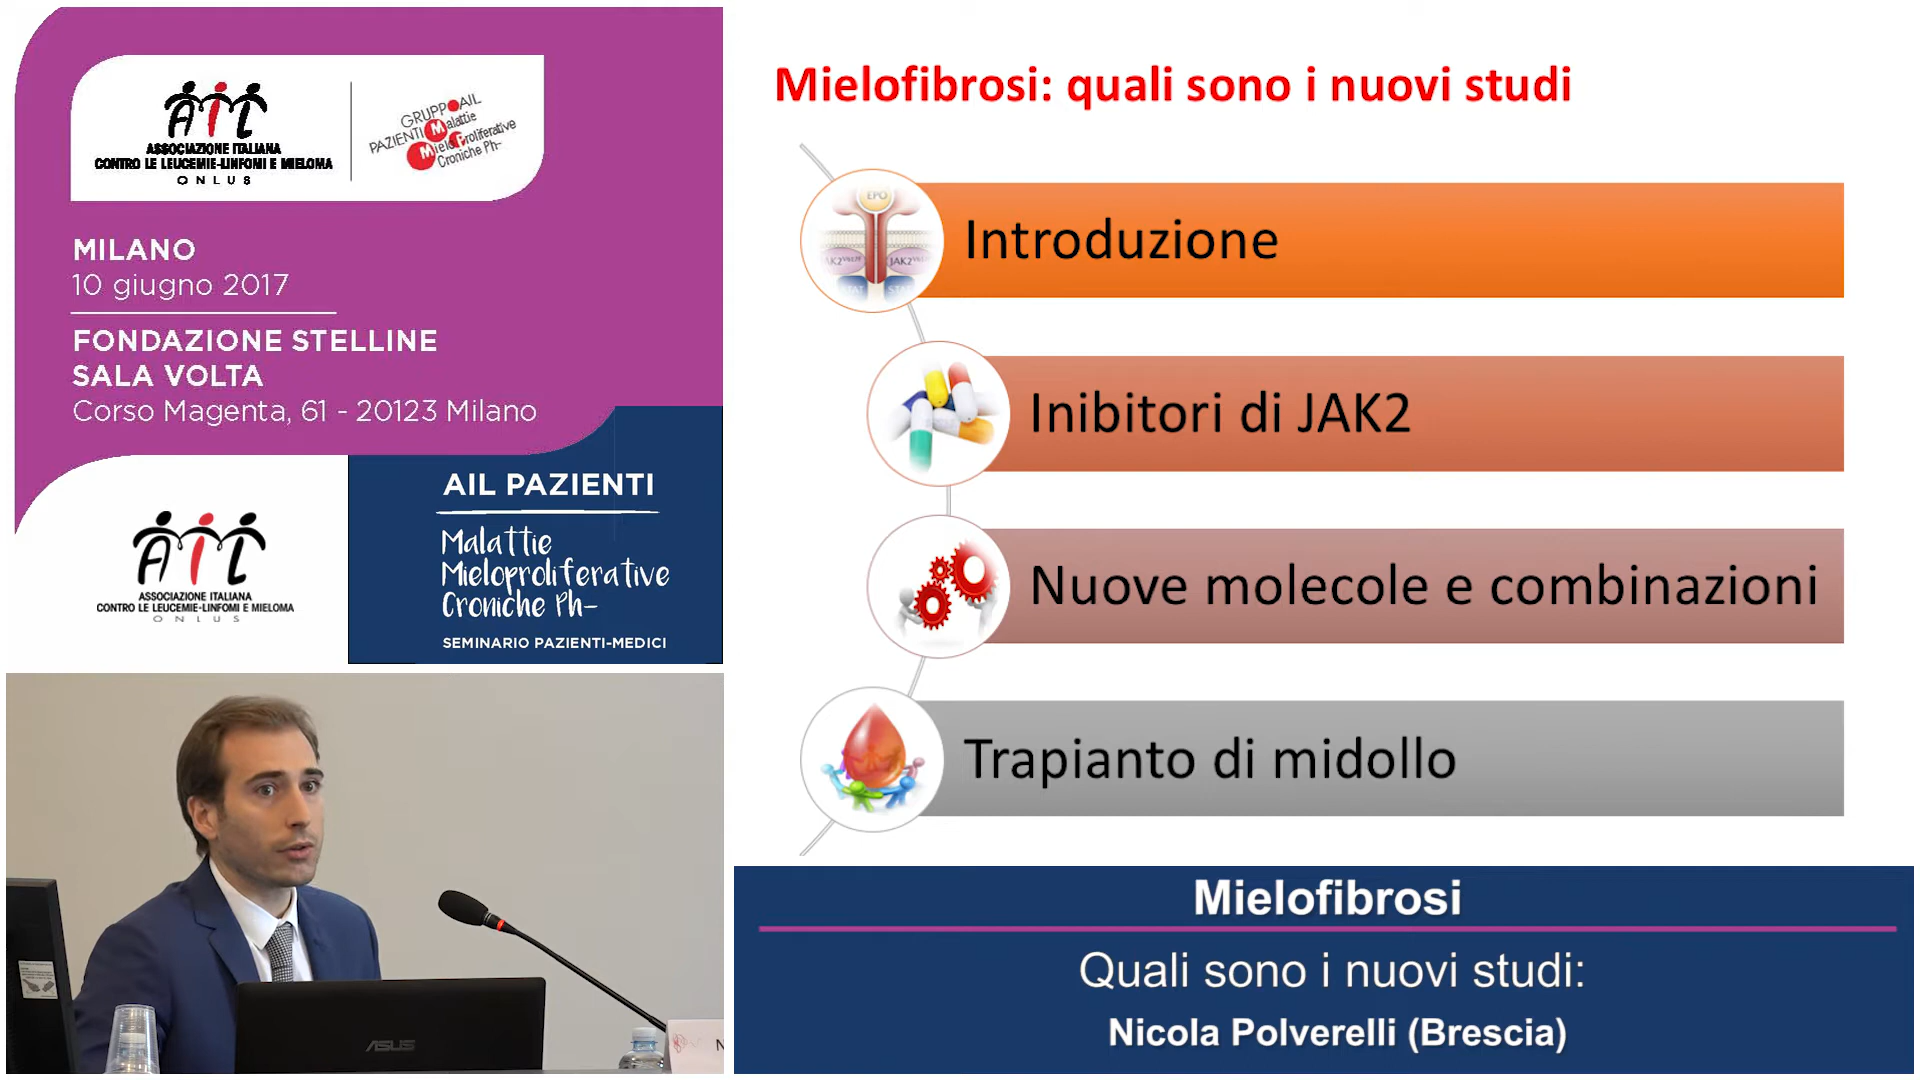 AIL
ASSOCIAZIONE ITALIANA
CONTRO LE LEUCEMIE-LINFOMI E MIELOMA
ONLUS
GRUPPO AIL
PAZIENTI Malattie
MieloProliferative
Croniche Ph-
MILANO
10 giugno 2017
FONDAZIONE STELLINE
SALA VOLTA
Corso Magenta, 61 - 20123 Milano
AIL
ASSOCIAZIONE ITALIANA
CONTRO LE LEUCEMIE-LINFOMI E MIELOMA
ONLUS
AIL PAZIENTI
Malattie
Mieloproliferative
Croniche Ph-
SEMINARIO PAZIENTI-MEDICI
ASUS
N
Mielofibrosi: quali sono i nuovi studi
EPO
Introduzione
Inibitori di JAK2
Nuove molecole e combinazioni
Trapianto di midollo
Mielofibrosi
Quali sono i nuovi studi:
Nicola Polverelli (Brescia)